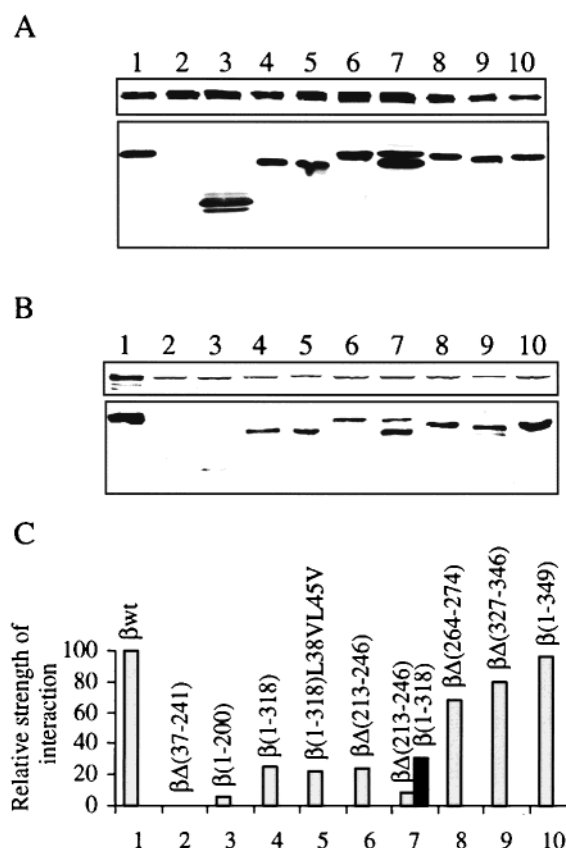 A
1 2 3 4 5 6 7 8 9 10
B
1 2 3 4 5 6 7 8 9 10
C
Relative strength of
interaction
100
80
60
40
20
0
βwt
βΔ(37-241)
β(1-200)
β(1-318)
β(1-318)L38VL45V
βΔ(213-246)
βΔ(213-246)
β(1-318)
βΔ(264-274)
βΔ(327-346)
β(1-349)
1 2 3 4 5 6 7 8 9 10